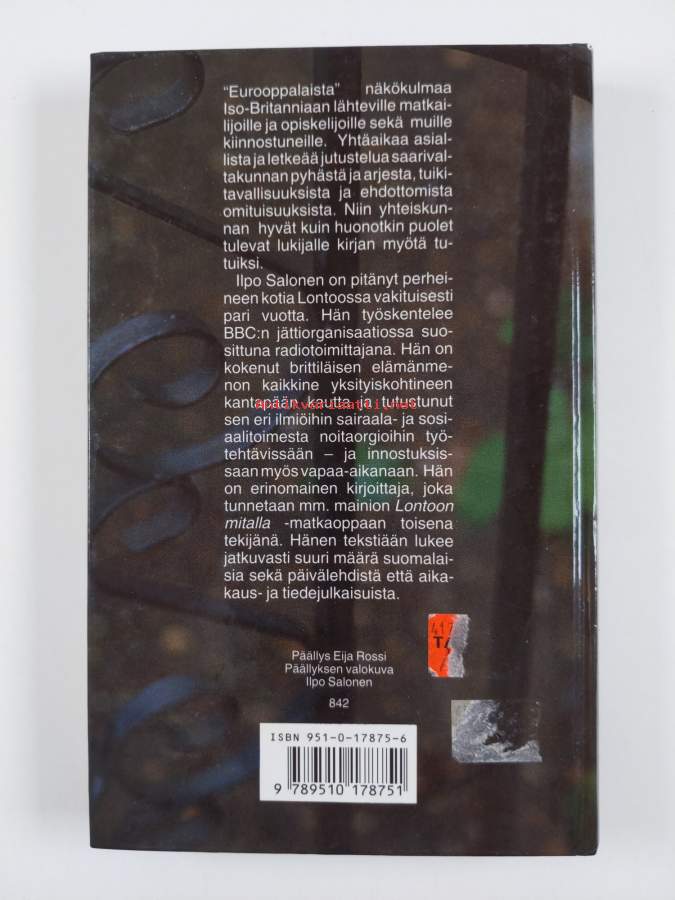 "Eurooppalaista" näkökulmaa
Iso-Britanniaan lähteville matkai-
lijoille ja opiskelijoille sekä muille
kiinnostuneille. Yhtäaikaa asial-
lista ja letkeää jutustelua saarival-
takunnan pyhästä ja arjesta, tuiki-
tavallisuuksista ja ehdottomista
omituisuuksista. Niin yhteiskun-
nan hyvät kuin huonotkin puolet
tulevat lukijalle kirjan myötä tu-
tuiksi.
Ilpo Salonen on pitänyt perhei-
neen kotia Lontoossa vakituisesti
pari vuotta. Hän työskentelee
BBC:n jättiorganisaatiossa suo-
sittuna radiotoimittajana. Hän on
kokenut brittiläisen elämänme-
non kaikkine yksityiskohtineen
kantapään kautta ja tutustunut
Antikvariaatti.net
sen eri ilmiöihin sairaala- ja sosi-
aalitoimesta noitaorgioihin työ-
tehtävissään – ja innostuksis-
saan myös vapaa-aikanaan. Hän
on erinomainen kirjoittaja, joka
tunnetaan mm. mainion Lontoon
mitalla -matkaoppaan toisena
tekijänä. Hänen tekstiään lukee
jatkuvasti suuri määrä suomalai-
sia sekä päivälehdistä että aika-
kaus- ja tiedejulkaisuista.
417
Päällys Eija Rossi
Päällyksen valokuva
Ilpo Salonen
842
ISBN 951-0-17875-6
9 789510 178751